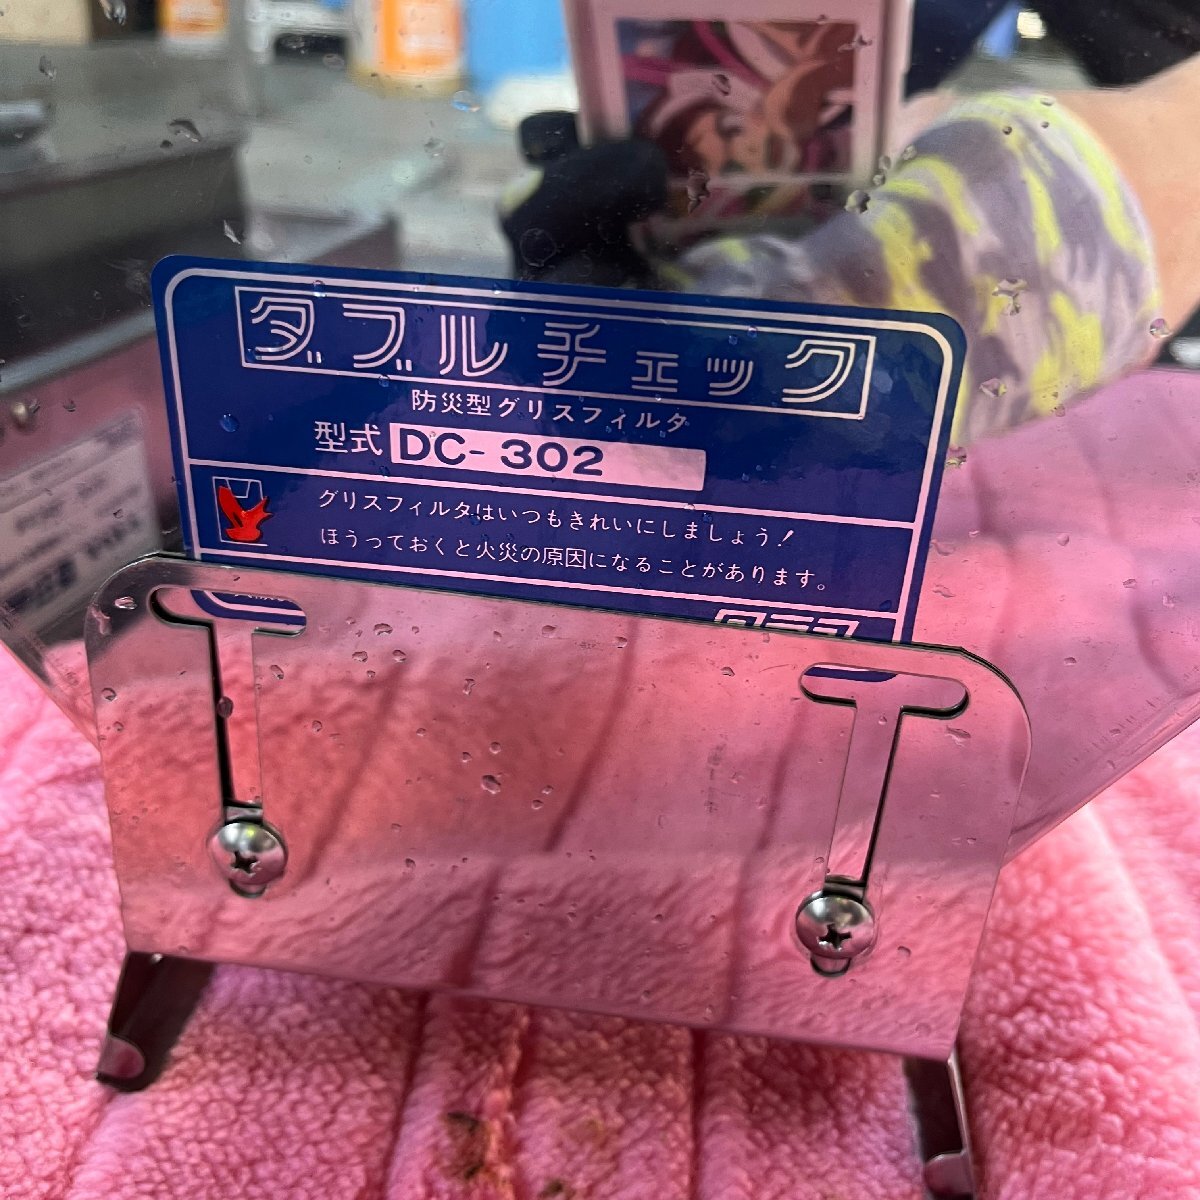 ダブルチェック
防災型グリスフィルタ
型式 DC-302
グリスフィルタはいつもきれいにしましょう!
ほうっておくと火災の原因になることがあります。